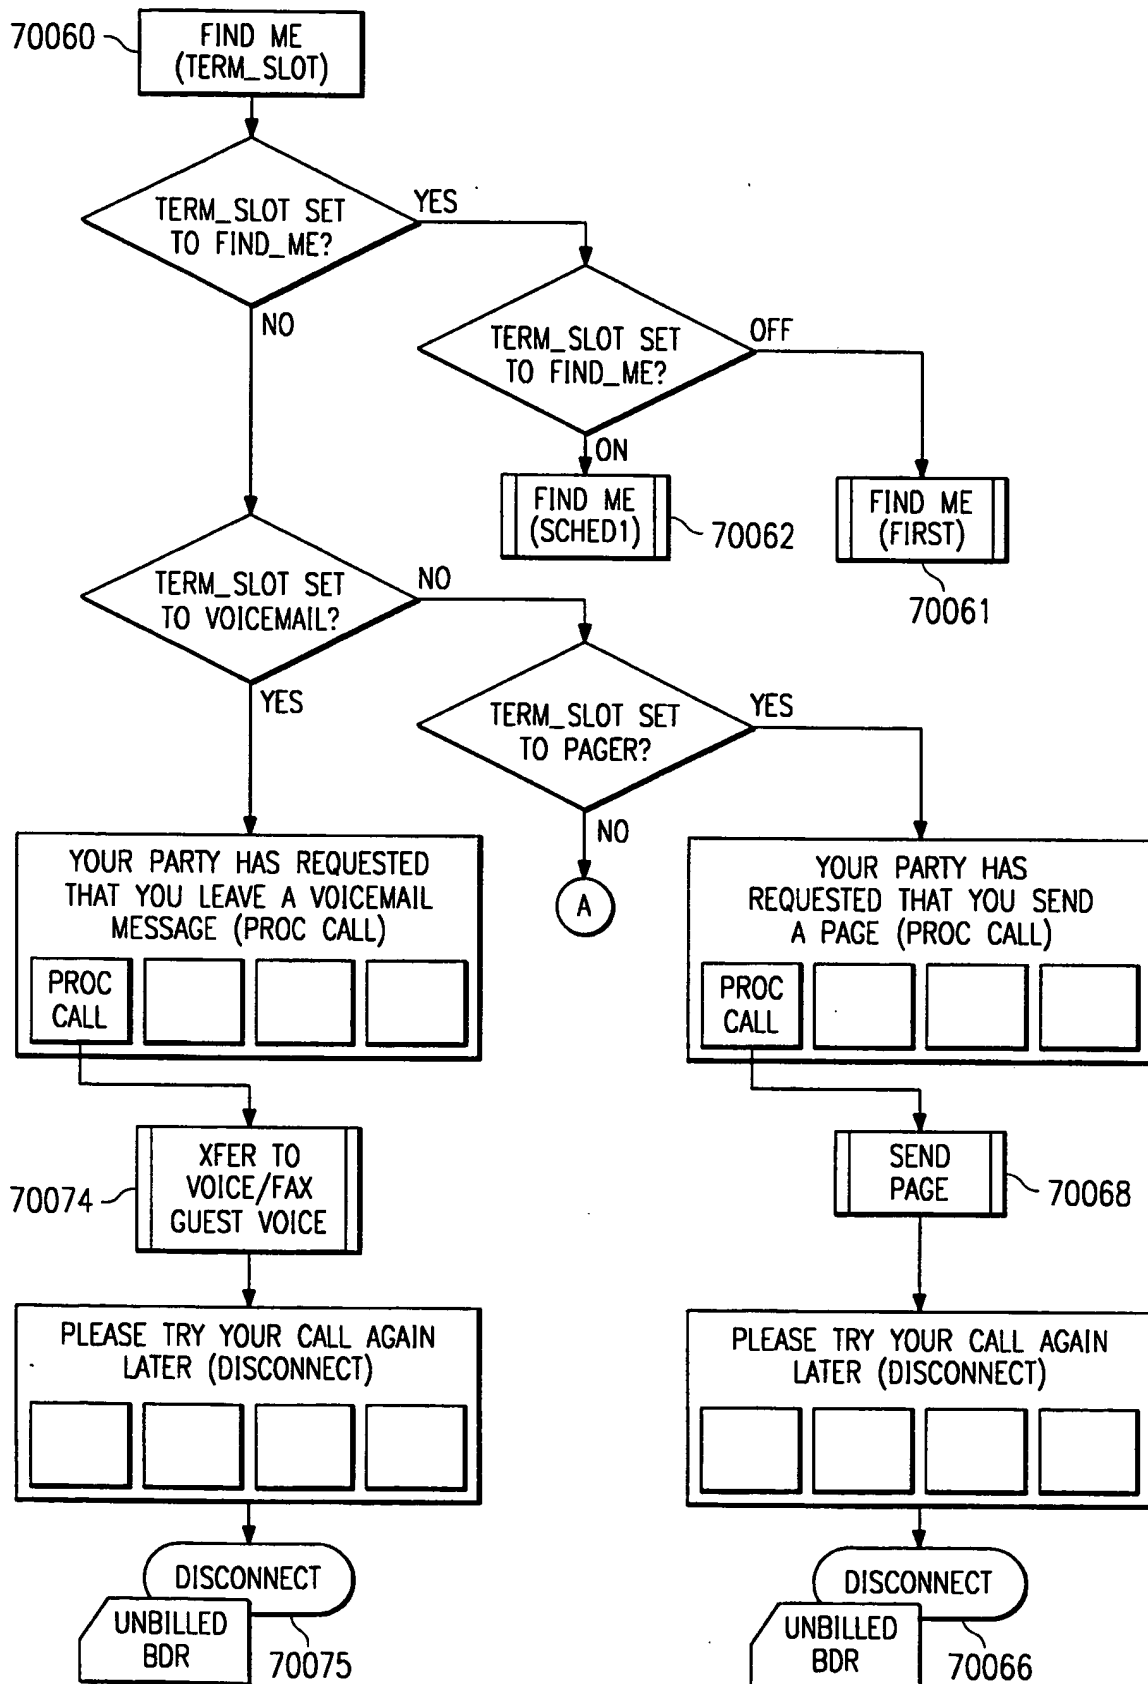 70060
FIND ME
(TERM_SLOT)
TERM_SLOT SET
TO FIND_ME?
YES
NO
TERM_SLOT SET
TO FIND_ME?
OFF
ON
FIND ME
(SCHED1)
70062
FIND ME
(FIRST)
70061
TERM_SLOT SET
TO VOICEMAIL?
NO
YES
TERM_SLOT SET
TO PAGER?
YES
NO
A
YOUR PARTY HAS REQUESTED
THAT YOU LEAVE A VOICEMAIL
MESSAGE (PROC CALL)
PROC
CALL
YOUR PARTY HAS
REQUESTED THAT YOU SEND
A PAGE (PROC CALL)
PROC
CALL
70074
XFER TO
VOICE/FAX
GUEST VOICE
SEND
PAGE
70068
PLEASE TRY YOUR CALL AGAIN
LATER (DISCONNECT)
PLEASE TRY YOUR CALL AGAIN
LATER (DISCONNECT)
DISCONNECT
UNBILLED
BDR
70075
DISCONNECT
UNBILLED
BDR
70066